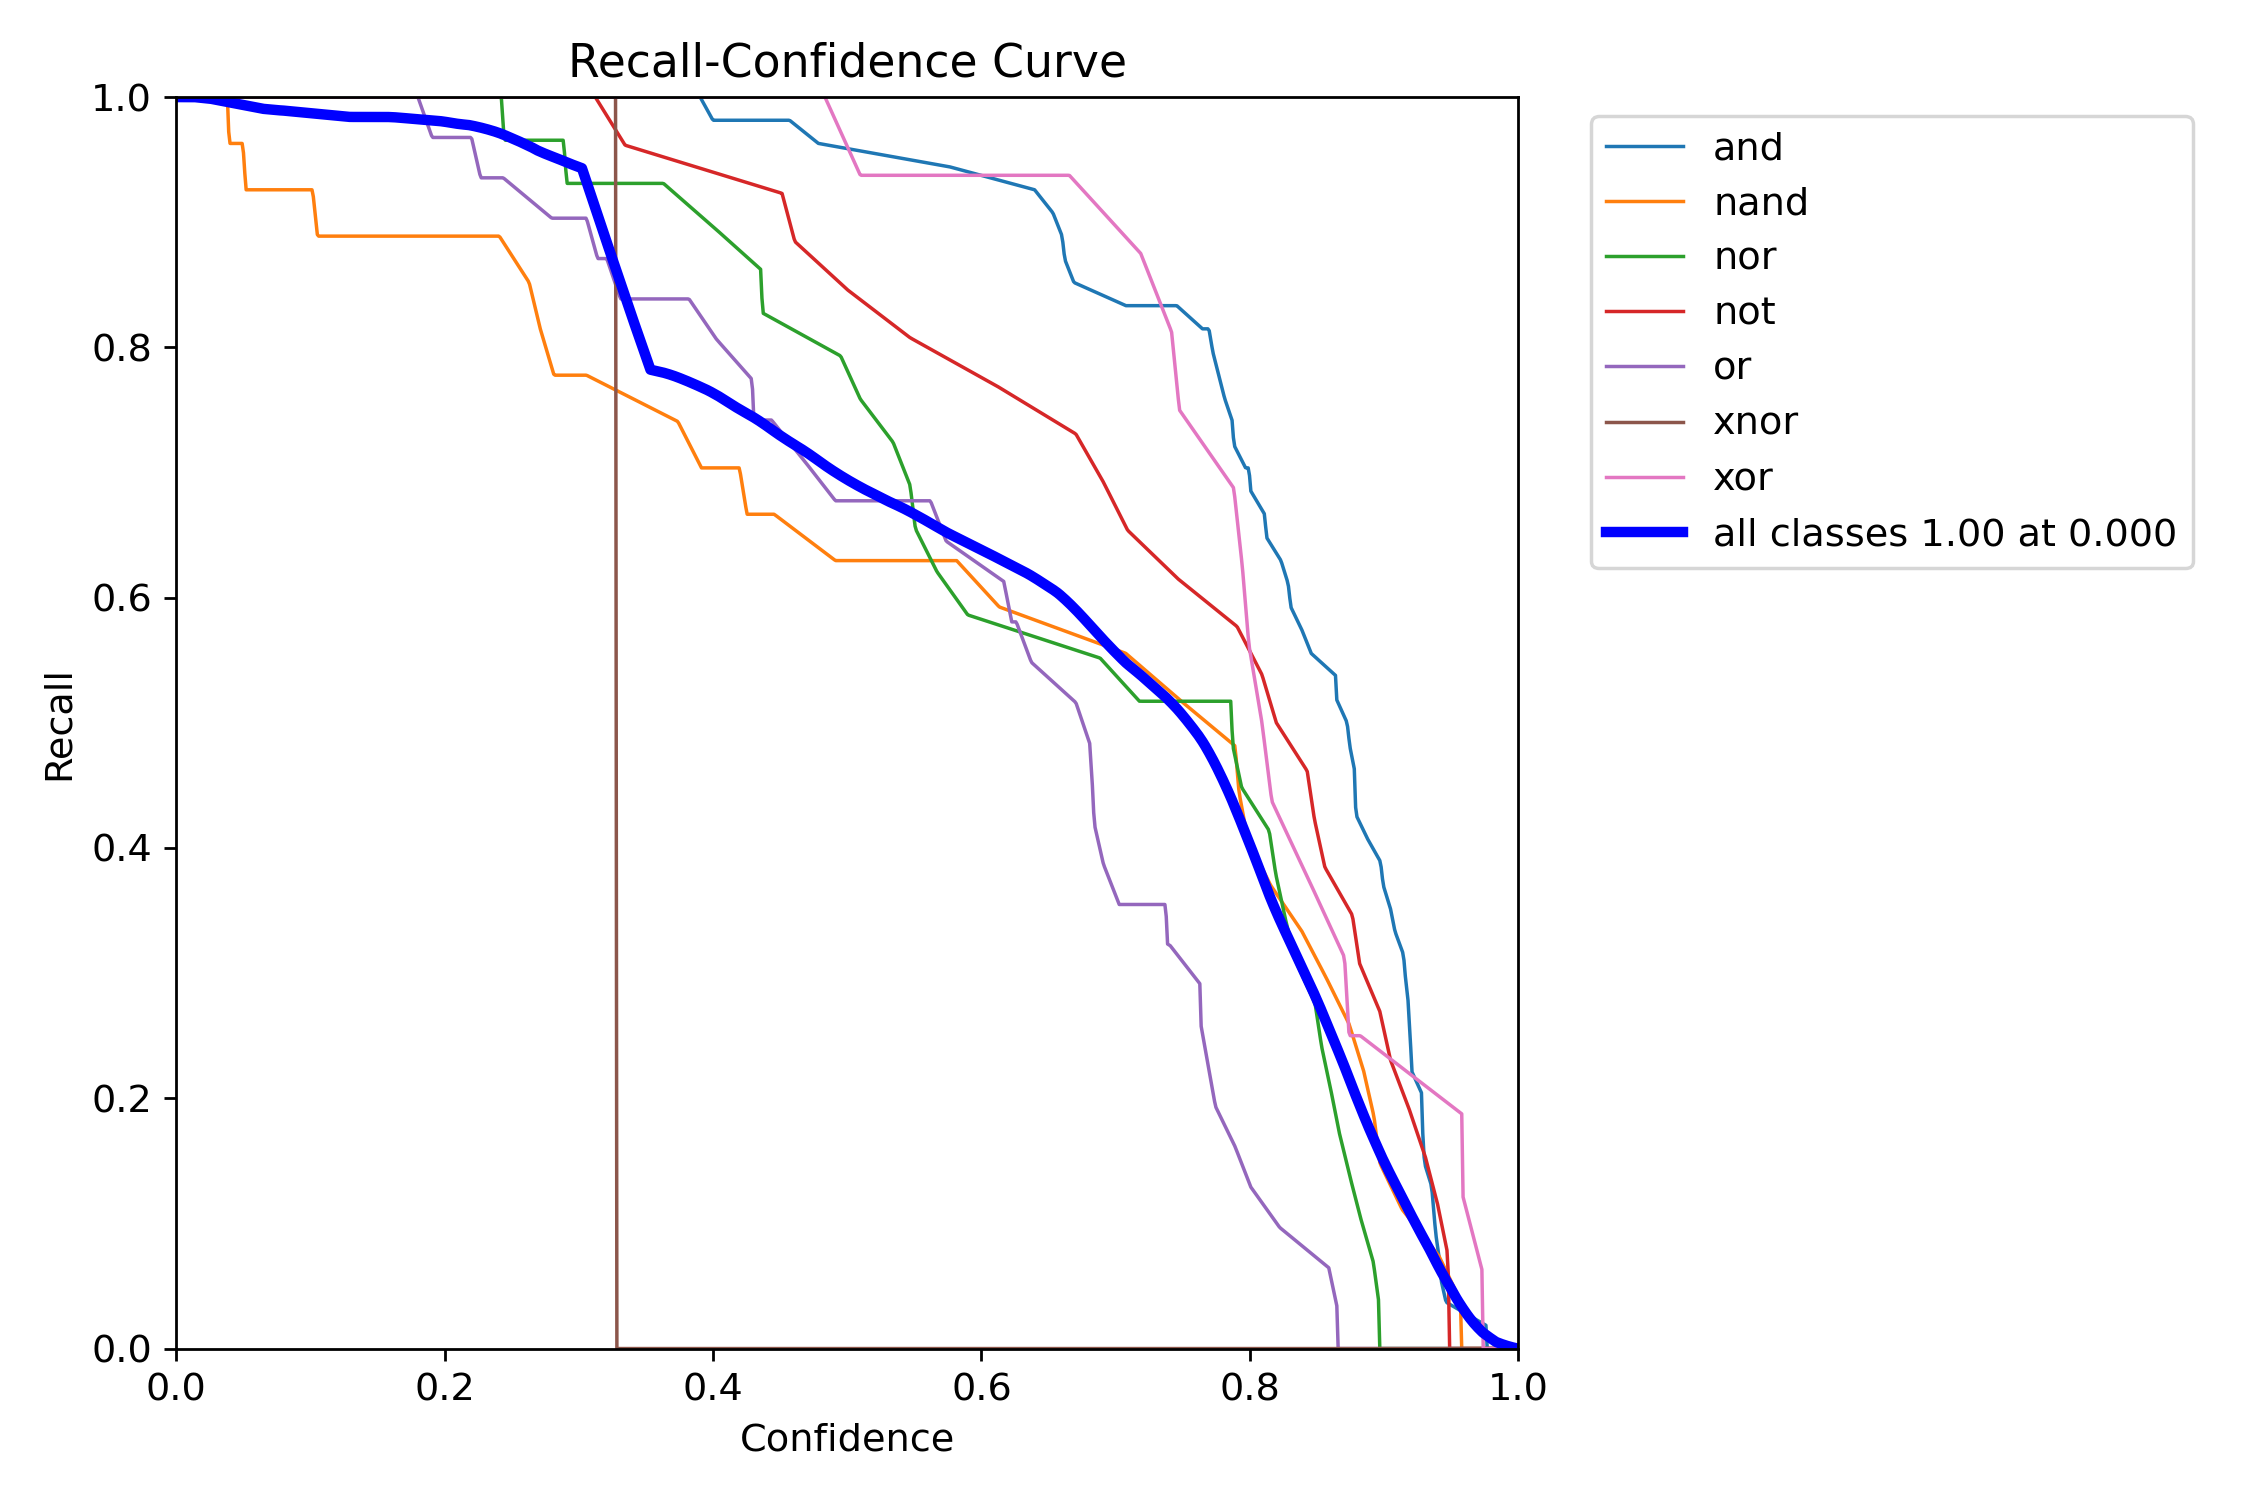 Recall-Confidence Curve
1.0
0.8
0.6
0.4
0.2
0.0
Recall
0.0 0.2 0.4 0.6 0.8 1.0
Confidence
and
nand
nor
not
or
xnor
xor
all classes 1.00 at 0.000